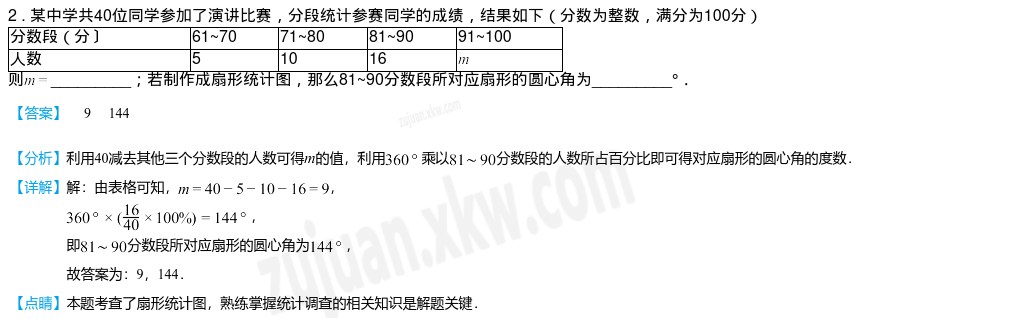 2．某中学共40位同学参加了演讲比赛，分段统计参赛同学的成绩，结果如下（分数为整数，满分为100分）
分数段（分〕 61~70 71~80 81~90 91~100
人数 5 10 16 m
则m = _________；若制作成扇形统计图，那么81~90分数段所对应扇形的圆心角为_________°．
【答案】 9 144
zujuan.xkw.com
【分析】利用40减去其他三个分数段的人数可得m的值，利用360°乘以81～90分数段的人数所占百分比即可得对应扇形的圆心角的度数．
【详解】解：由表格可知，m = 40 − 5 − 10 − 16 = 9，
360° × (16/40 × 100%) = 144°，
即81～90分数段所对应扇形的圆心角为144°，
故答案为：9，144．
zujuan.xkw.com
【点睛】本题考查了扇形统计图，熟练掌握统计调查的相关知识是解题关键．